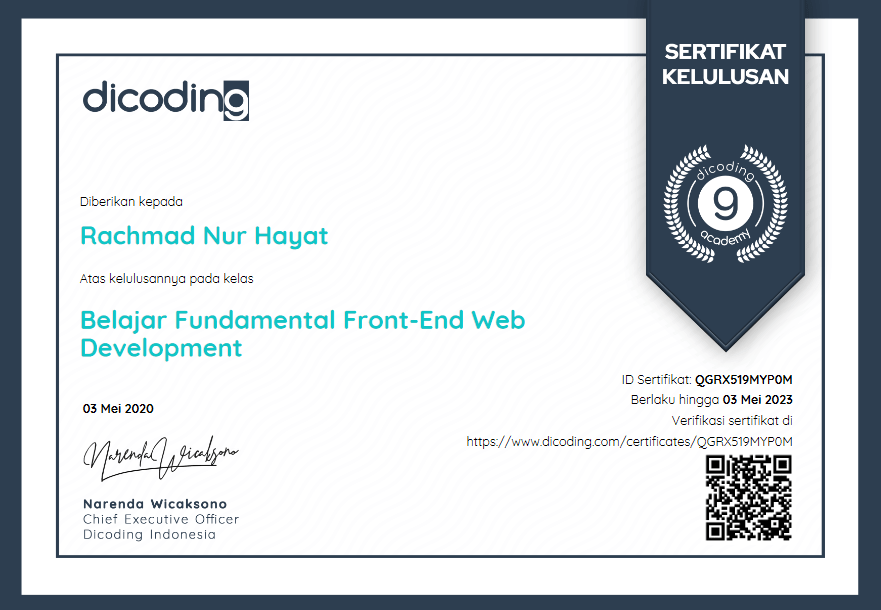 SERTIFIKAT
KELULUSAN
dicoding
dicoding
9
academy
Diberikan kepada
Rachmad Nur Hayat
Atas kelulusannya pada kelas
Belajar Fundamental Front-End Web
Development
03 Mei 2020
Narenda Wicaksono
Narenda Wicaksono
Chief Executive Officer
Dicoding Indonesia
ID Sertifikat: QGRX519MYP0M
Berlaku hingga 03 Mei 2023
Verifikasi sertifikat di
https://www.dicoding.com/certificates/QGRX519MYP0M